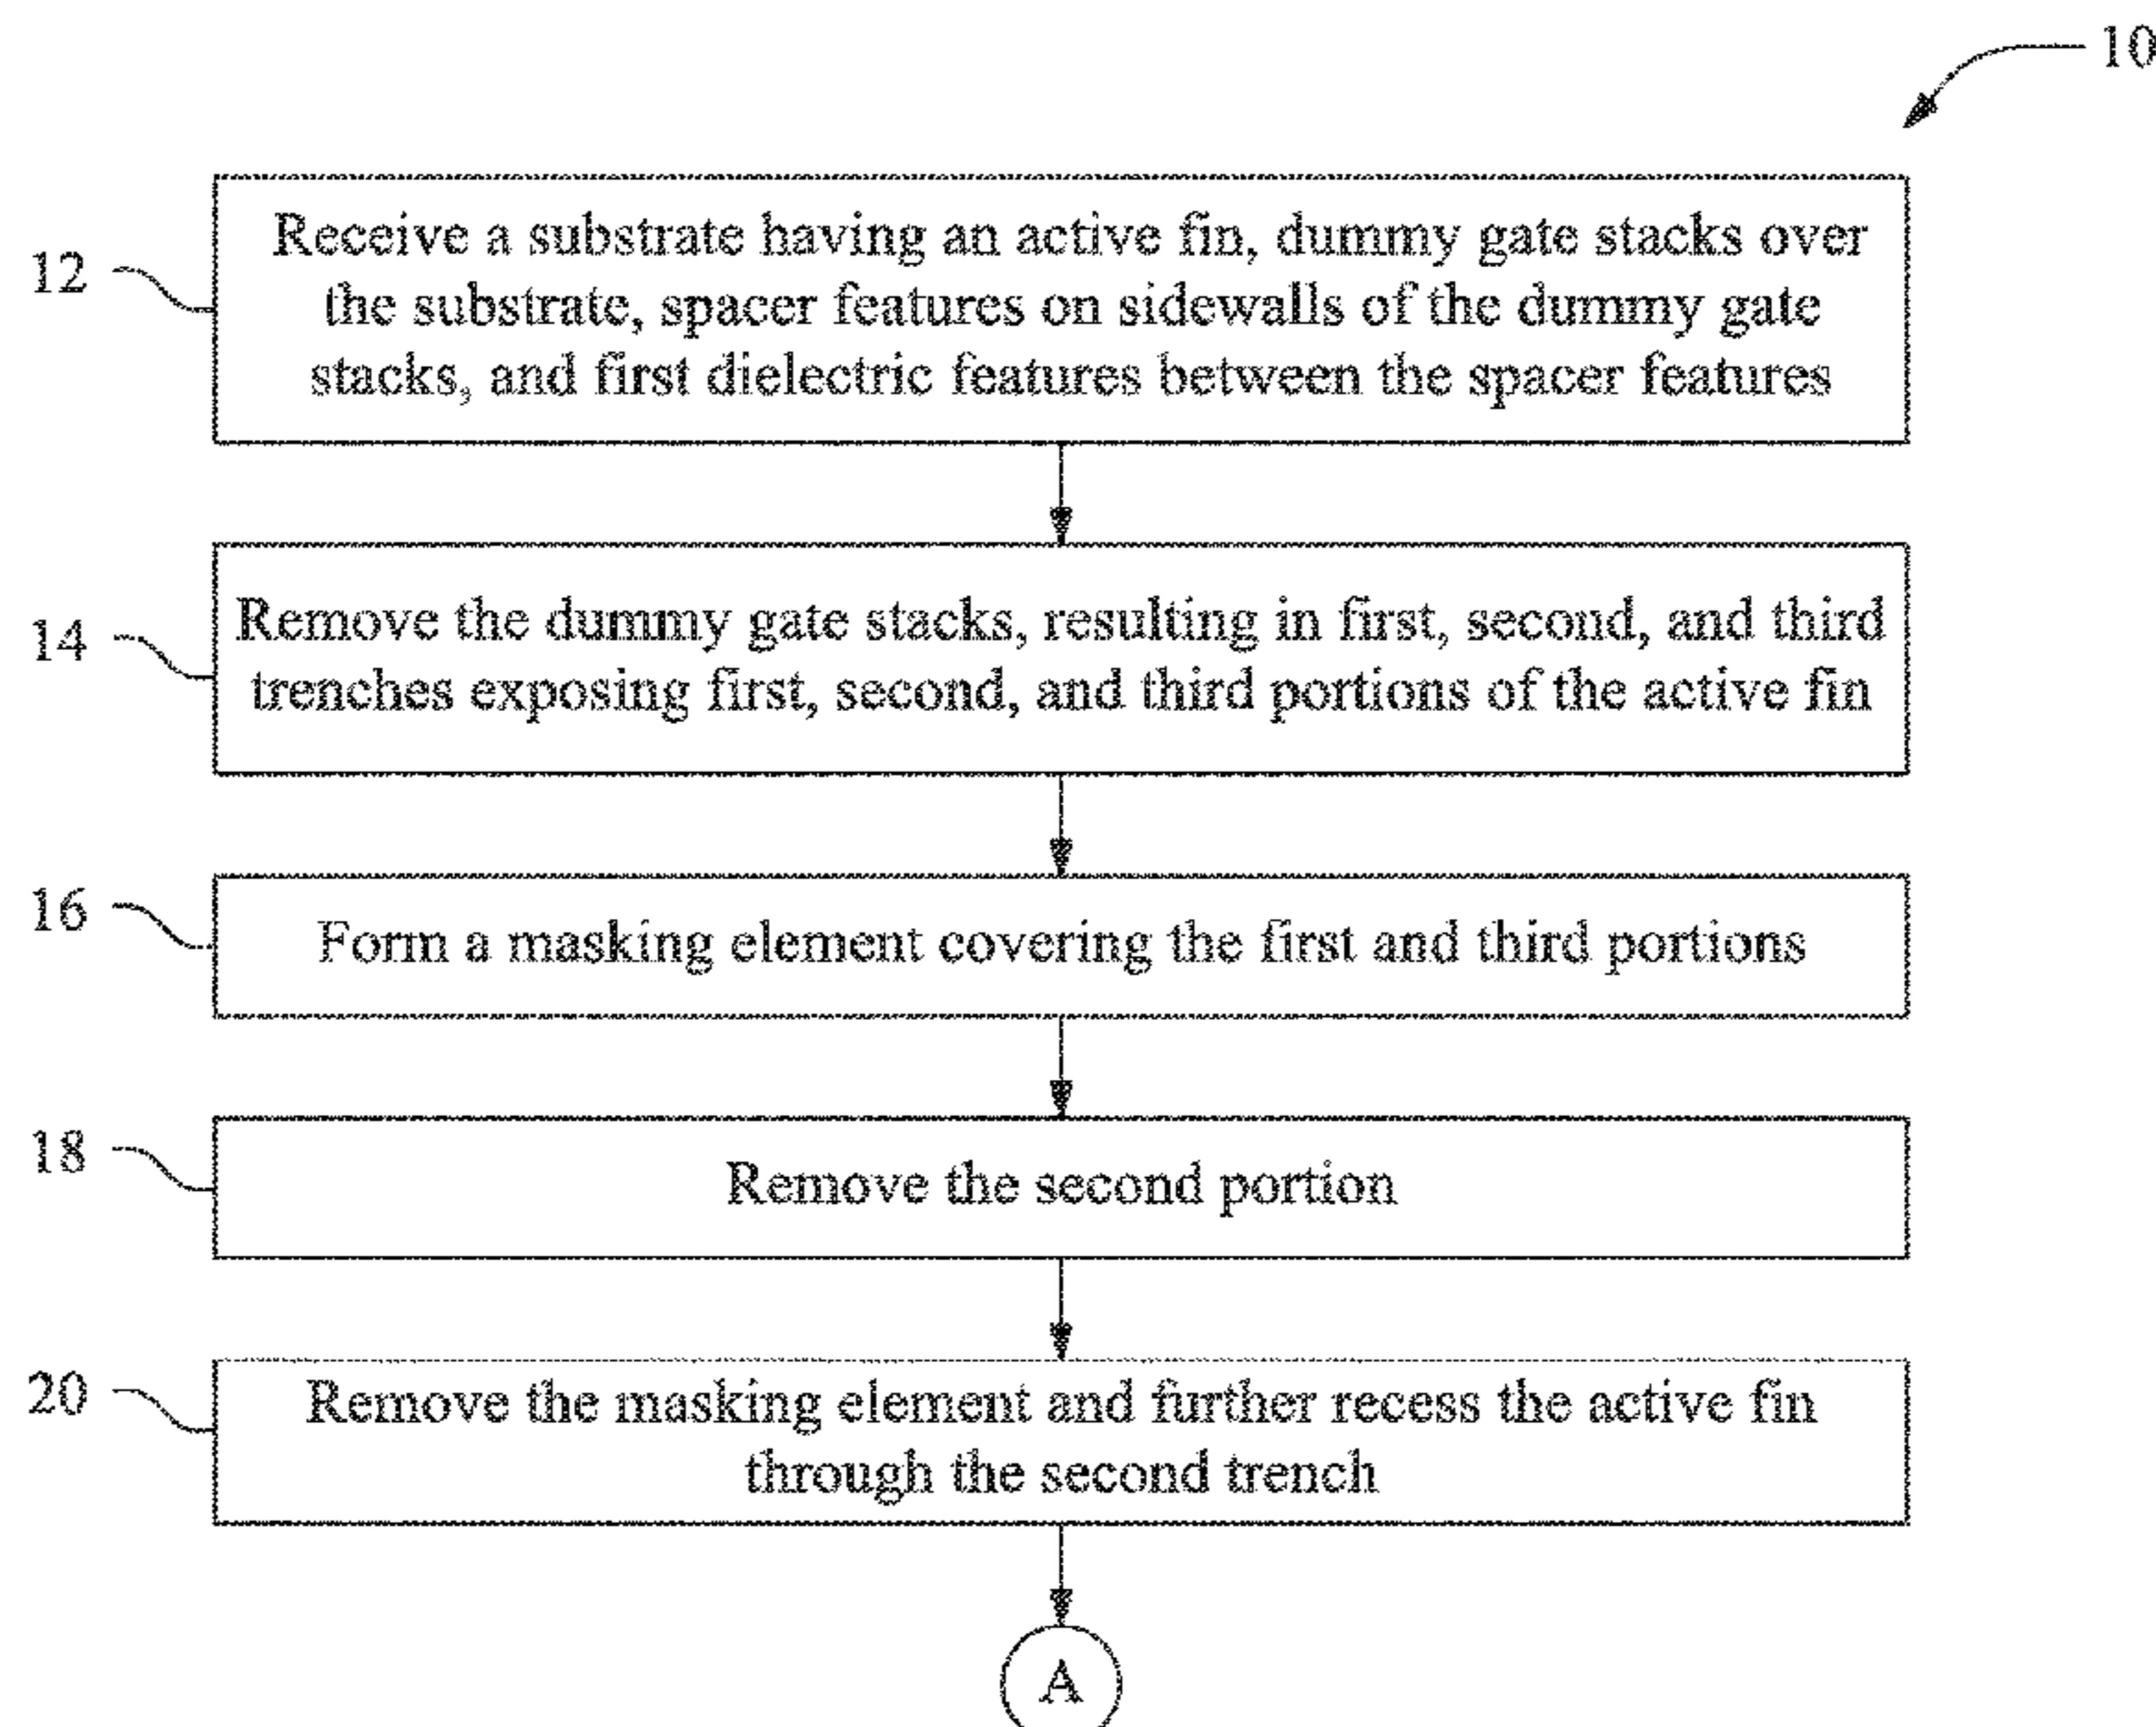 10
12
Receive a substrate having an active fin, dummy gate stacks over
the substrate, spacer features on sidewalls of the dummy gate
stacks, and first dielectric features between the spacer features
14
Remove the dummy gate stacks, resulting in first, second, and third
trenches exposing first, second, and third portions of the active fin
16
Form a masking element covering the first and third portions
18
Remove the second portion
20
Remove the masking element and further recess the active fin
through the second trench
A